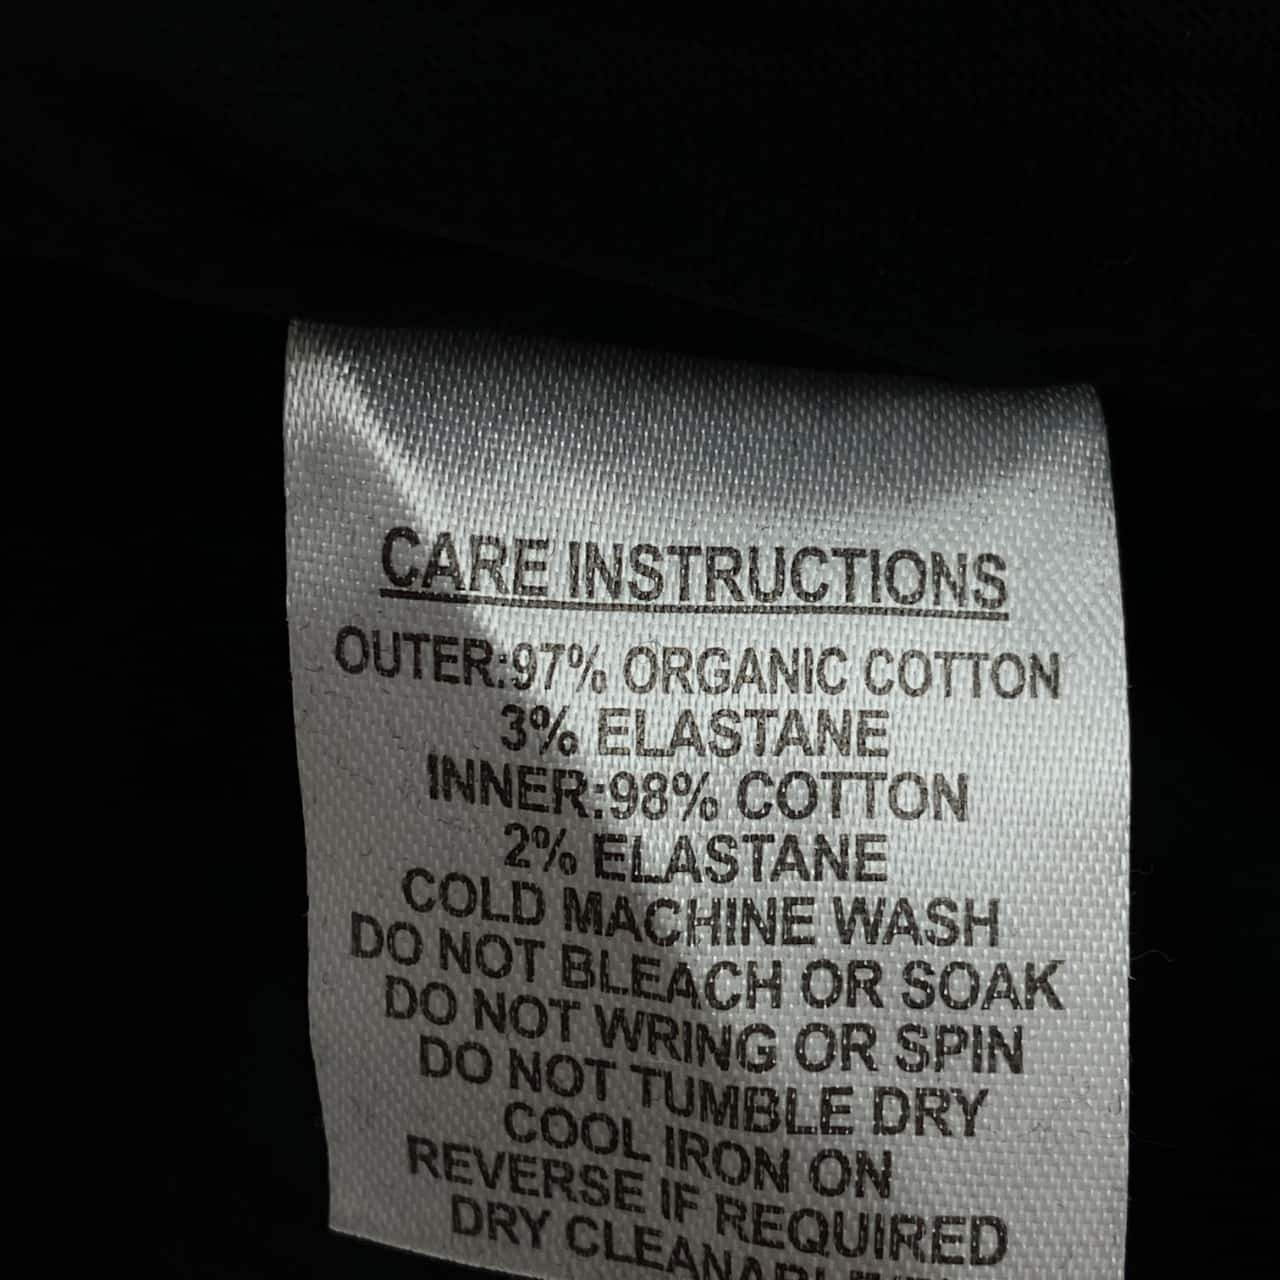 CARE INSTRUCTIONS
OUTER:97% ORGANIC COTTON
3% ELASTANE
INNER:98% COTTON
2% ELASTANE
COLD MACHINE WASH
DO NOT BLEACH OR SOAK
DO NOT WRING OR SPIN
DO NOT TUMBLE DRY
COOL IRON ON
REVERSE IF REQUIRED
DRY